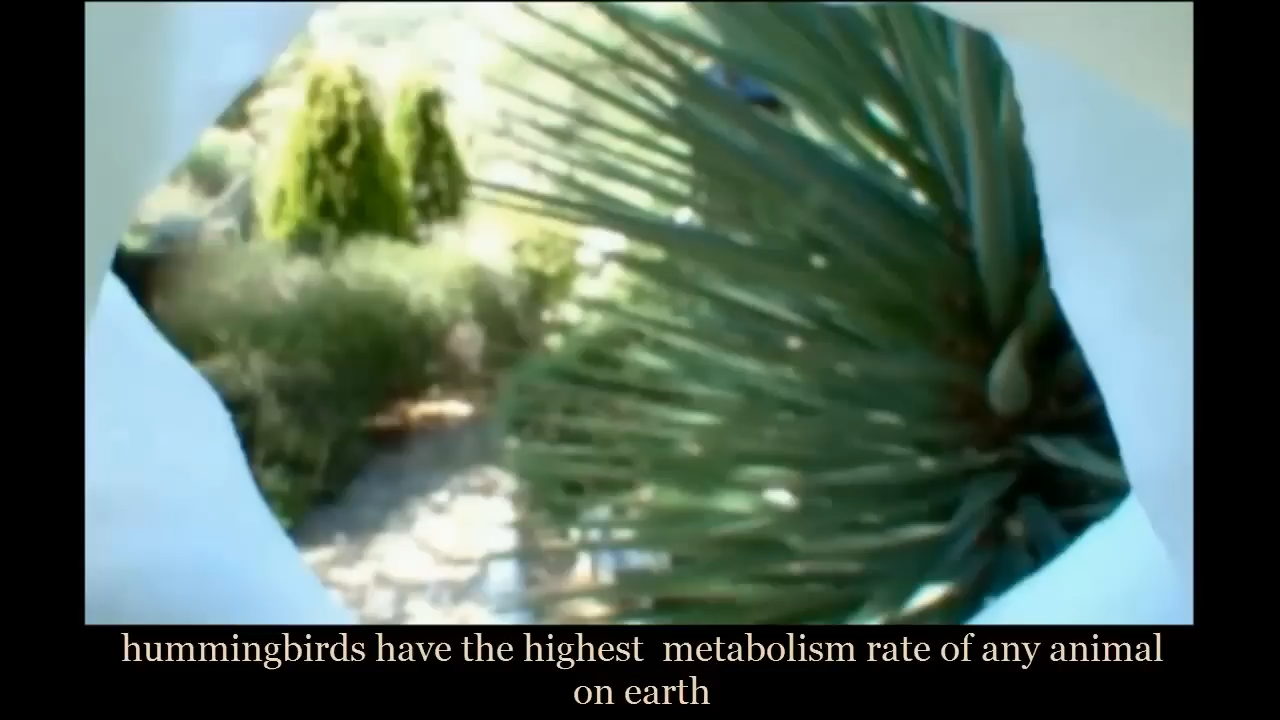 hummingbirds have the highest  metabolism rate of any animal
on earth